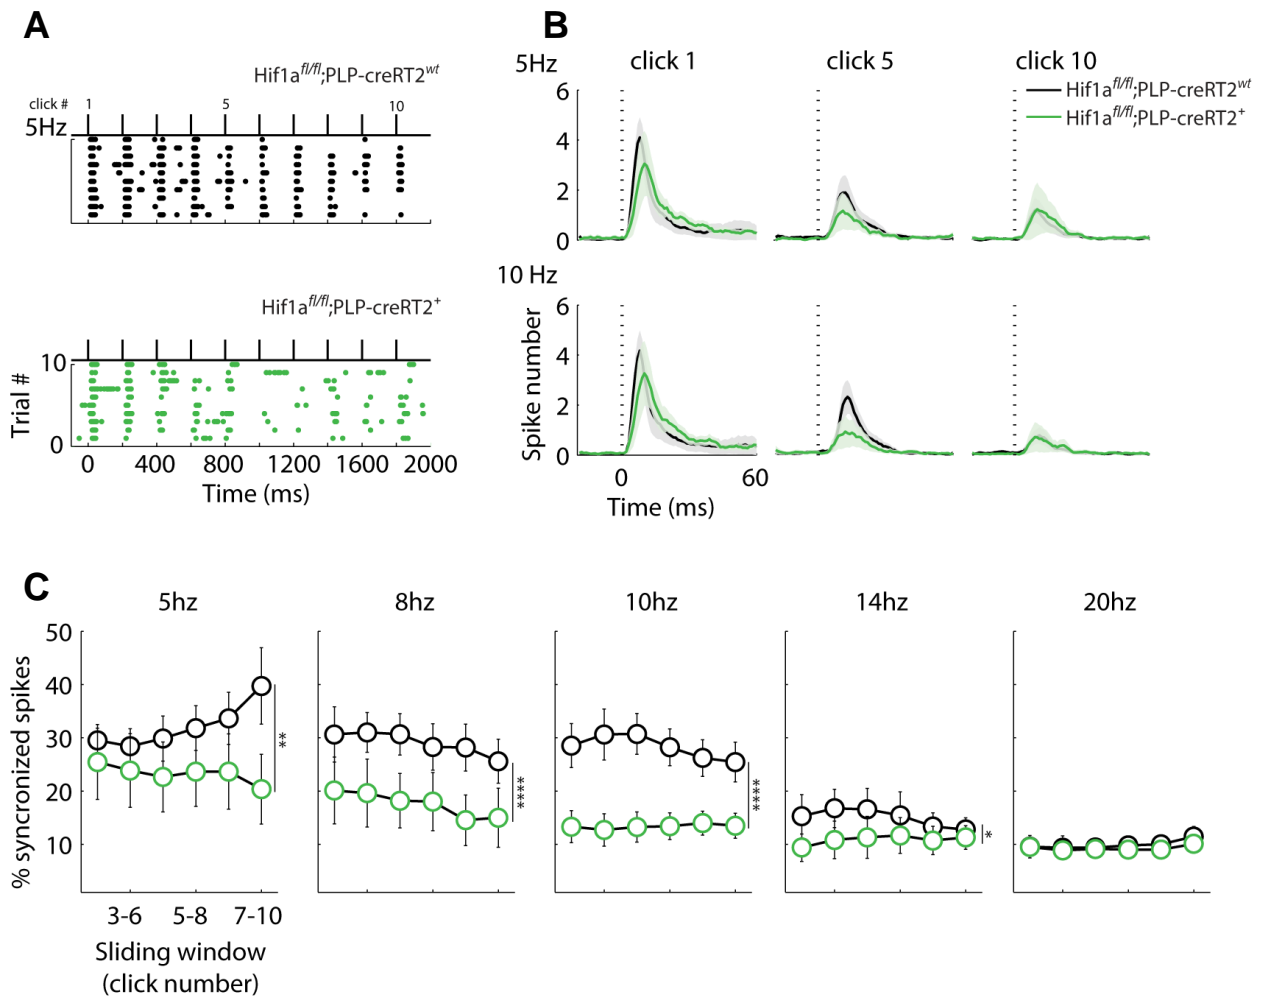 A
Hif1a^fl/fl;PLP-creRT2^wt
click # 1 5 10
5Hz
Hif1a^fl/fl;PLP-creRT2^+
10
Trial #
0
0 400 800 1200 1600 2000
Time (ms)
B
5Hz click 1 click 5 click 10
Hif1a^fl/fl;PLP-creRT2^wt
Hif1a^fl/fl;PLP-creRT2^+
6
4
2
0
10 Hz
6
4
2
0
Spike number
0 60
Time (ms)
C
5hz 8hz 10hz 14hz 20hz
50
40
30
20
10
% syncronized spikes
** **** **** *
3-6 5-8 7-10
Sliding window
(click number)